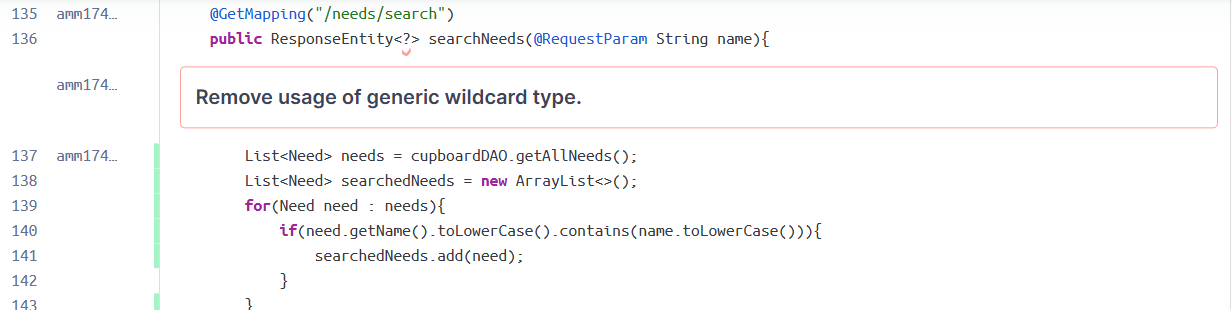 135 amm174… @GetMapping("/needs/search")
136 public ResponseEntity<?> searchNeeds(@RequestParam String name){
amm174… Remove usage of generic wildcard type.
137 amm174… List<Need> needs = cupboardDAO.getAllNeeds();
138 List<Need> searchedNeeds = new ArrayList<>();
139 for(Need need : needs){
140 if(need.getName().toLowerCase().contains(name.toLowerCase())){
141 searchedNeeds.add(need);
142 }
143 }